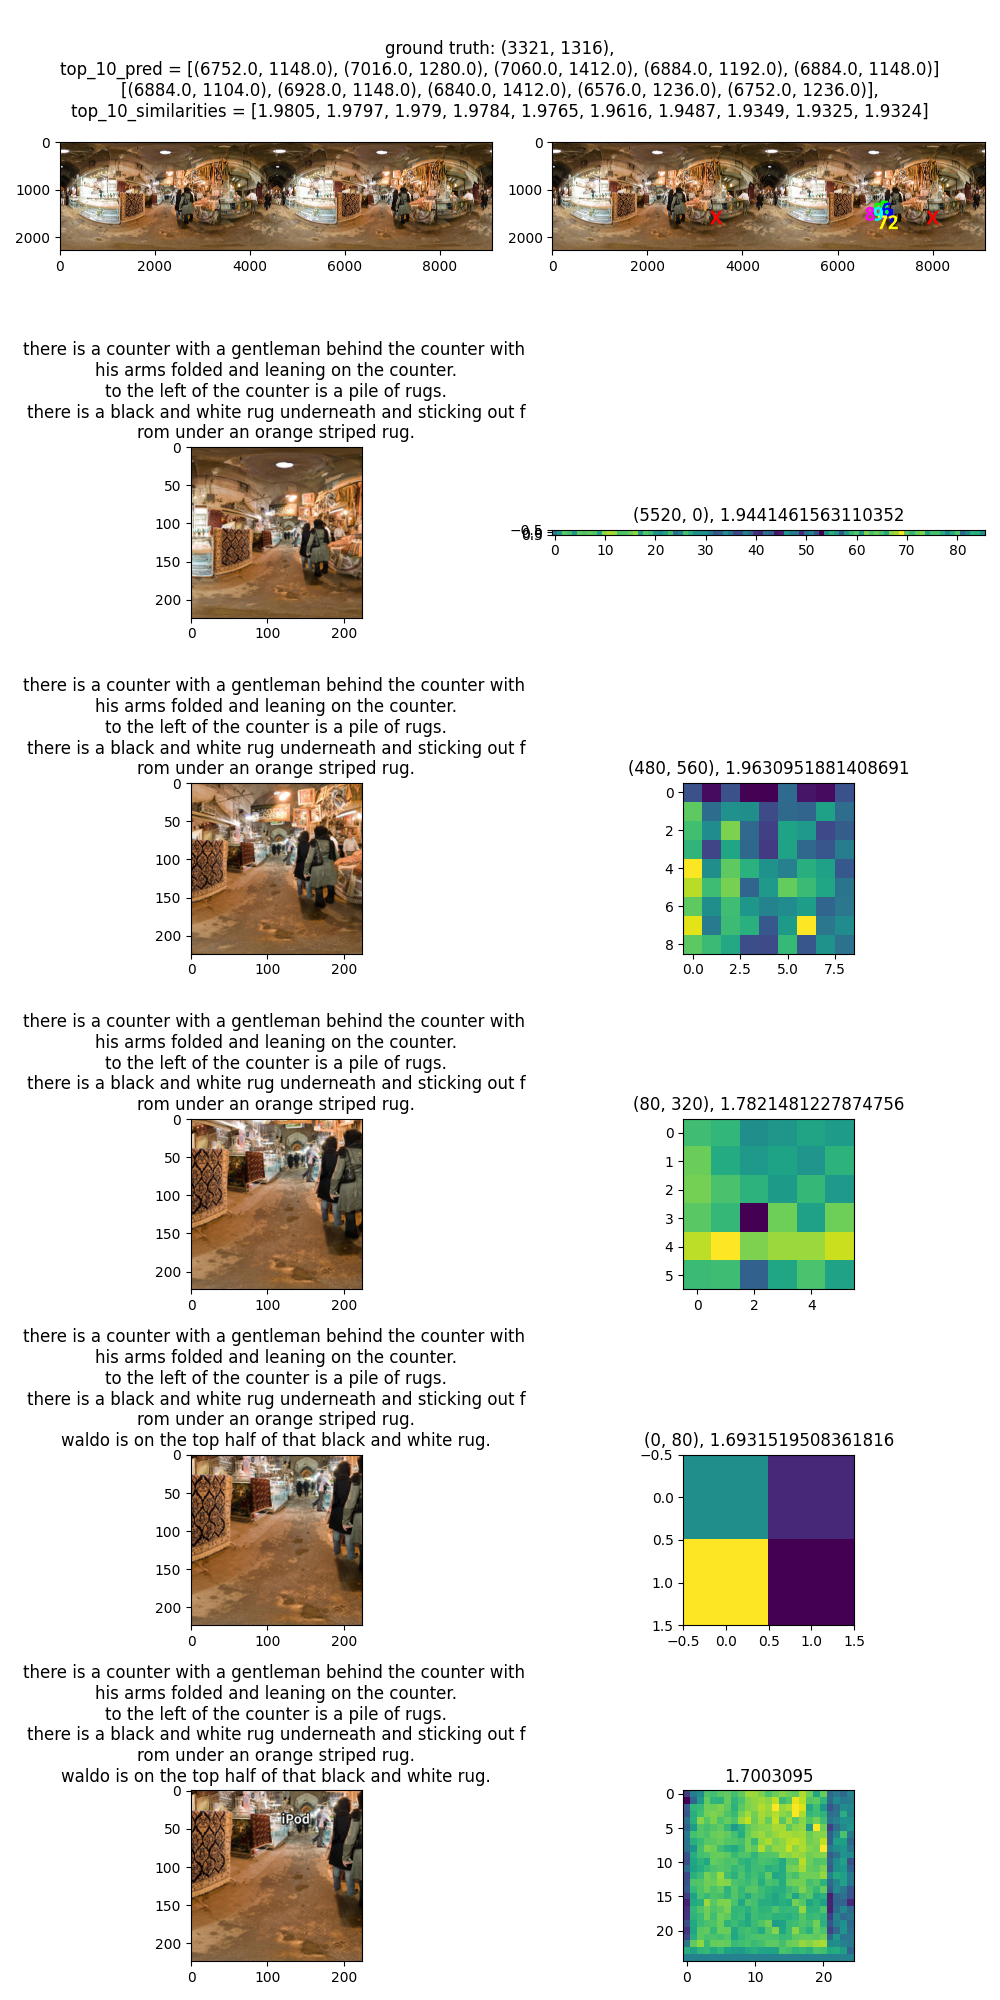 ground truth: (3321, 1316),
top_10_pred = [(6752.0, 1148.0), (7016.0, 1280.0), (7060.0, 1412.0), (6884.0, 1192.0), (6884.0, 1148.0)]
[(6884.0, 1104.0), (6928.0, 1148.0), (6840.0, 1412.0), (6576.0, 1236.0), (6752.0, 1236.0)],
top_10_similarities = [1.9805, 1.9797, 1.979, 1.9784, 1.9765, 1.9616, 1.9487, 1.9349, 1.9325, 1.9324]
0
1000
2000
0 2000 4000 6000 8000
0
1000
2000
X 8 9 6 7 2 X
0 2000 4000 6000 8000
there is a counter with a gentleman behind the counter with
his arms folded and leaning on the counter.
to the left of the counter is a pile of rugs.
there is a black and white rug underneath and sticking out f
rom under an orange striped rug.
0
50
100
150
200
0 100 200
(5520, 0), 1.9441461563110352
−0.5
0.5
0 10 20 30 40 50 60 70 80
there is a counter with a gentleman behind the counter with
his arms folded and leaning on the counter.
to the left of the counter is a pile of rugs.
there is a black and white rug underneath and sticking out f
rom under an orange striped rug.
0
50
100
150
200
0 100 200
(480, 560), 1.9630951881408691
0
2
4
6
8
0.0 2.5 5.0 7.5
there is a counter with a gentleman behind the counter with
his arms folded and leaning on the counter.
to the left of the counter is a pile of rugs.
there is a black and white rug underneath and sticking out f
rom under an orange striped rug.
0
50
100
150
200
0 100 200
(80, 320), 1.7821481227874756
0
1
2
3
4
5
0 2 4
there is a counter with a gentleman behind the counter with
his arms folded and leaning on the counter.
to the left of the counter is a pile of rugs.
there is a black and white rug underneath and sticking out f
rom under an orange striped rug.
waldo is on the top half of that black and white rug.
0
50
100
150
200
0 100 200
(0, 80), 1.6931519508361816
−0.5
0.0
0.5
1.0
1.5
−0.5 0.0 0.5 1.0 1.5
there is a counter with a gentleman behind the counter with
his arms folded and leaning on the counter.
to the left of the counter is a pile of rugs.
there is a black and white rug underneath and sticking out f
rom under an orange striped rug.
waldo is on the top half of that black and white rug.
0
50
100
150
200
iPod
0 100 200
1.7003095
0
5
10
15
20
0 10 20